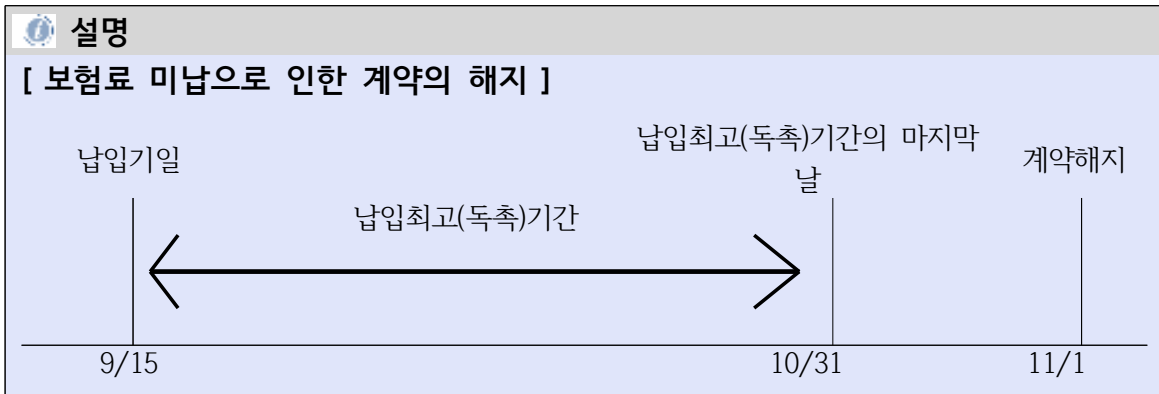 설명
[ 보험료 미납으로 인한 계약의 해지 ]
납입기일
납입최고(독촉)기간의 마지막
날
계약해지
납입최고(독촉)기간
9/15
10/31
11/1